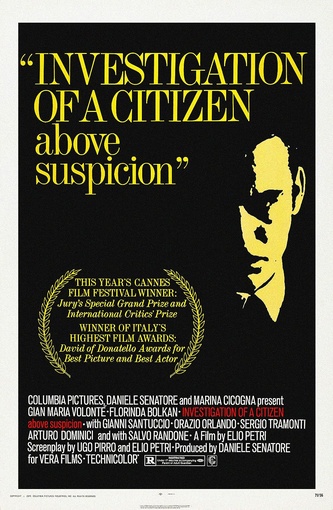 “INVESTIGATION
OF A CITIZEN
above
suspicion”
THIS YEAR'S CANNES
FILM FESTIVAL WINNER:
Jury's Special Grand Prize and
International Critics' Prize
WINNER OF ITALY'S
HIGHEST FILM AWARDS:
David of Donatello Awards for
Best Picture and Best Actor
COLUMBIA PICTURES, DANIELE SENATORE and MARINA CICOGNA present
GIAN MARIA VOLONTE • FLORINDA BOLKAN • INVESTIGATION OF A CITIZEN
above suspicion • with GIANNI SANTUCCIO • ORAZIO ORLANDO • SERGIO TRAMONTI
ARTURO DOMINICI and with SALVO RANDONE • A Film by ELIO PETRI
Screenplay by UGO PIRRO and ELIO PETRI • Produced by DANIELE SENATORE
for VERA FILMS • TECHNICOLOR®
R
RESTRICTED
70/96